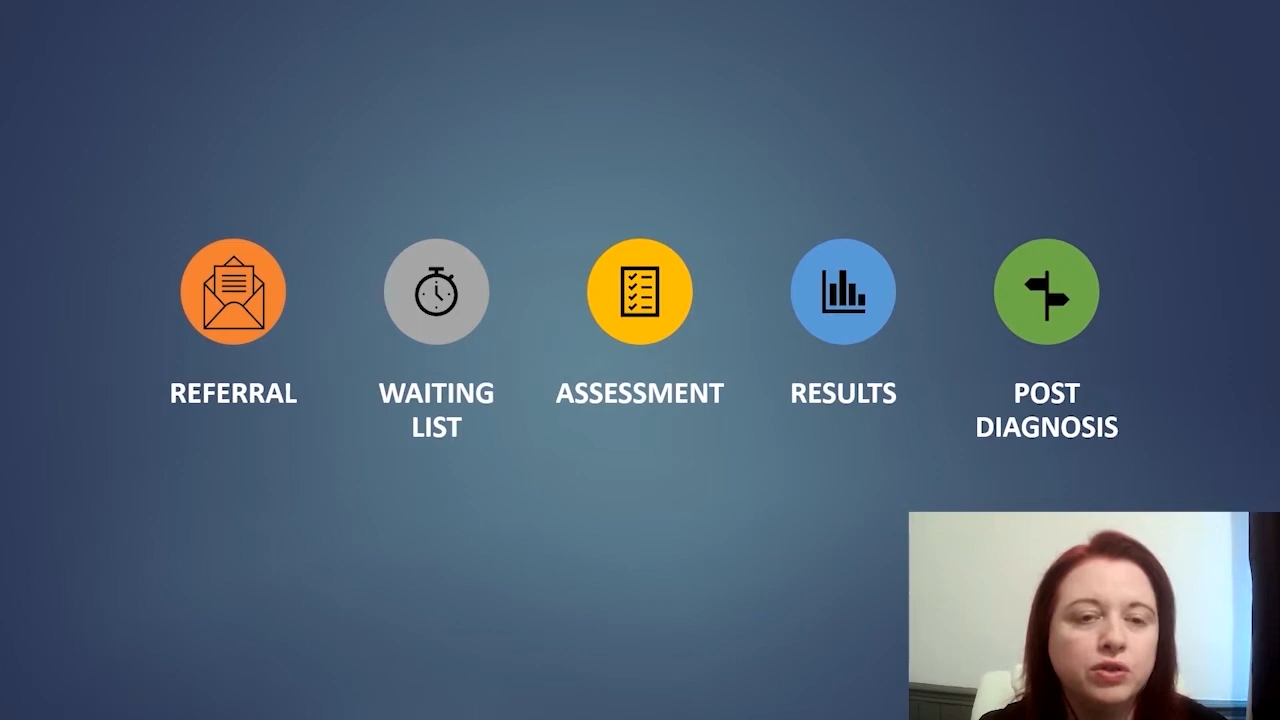 REFERRAL
WAITING
LIST
ASSESSMENT
RESULTS
POST
DIAGNOSIS